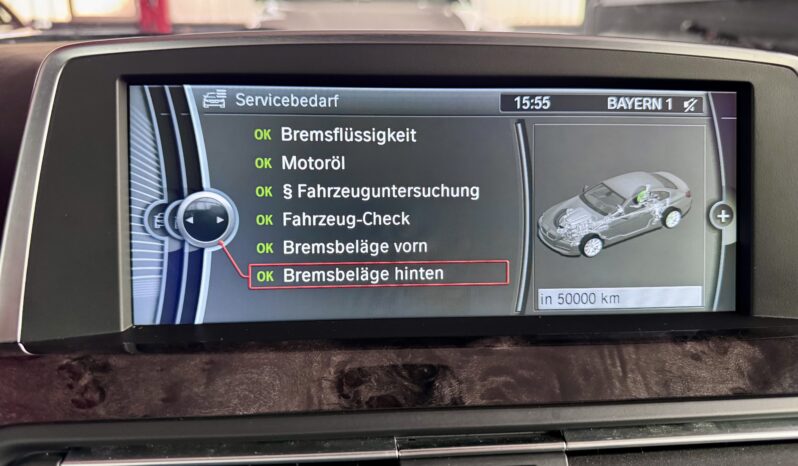 Servicebedarf
15:55
BAYERN 1
OK Bremsflüssigkeit
OK Motoröl
OK § Fahrzeuguntersuchung
OK Fahrzeug-Check
OK Bremsbeläge vorn
OK Bremsbeläge hinten
in 50000 km